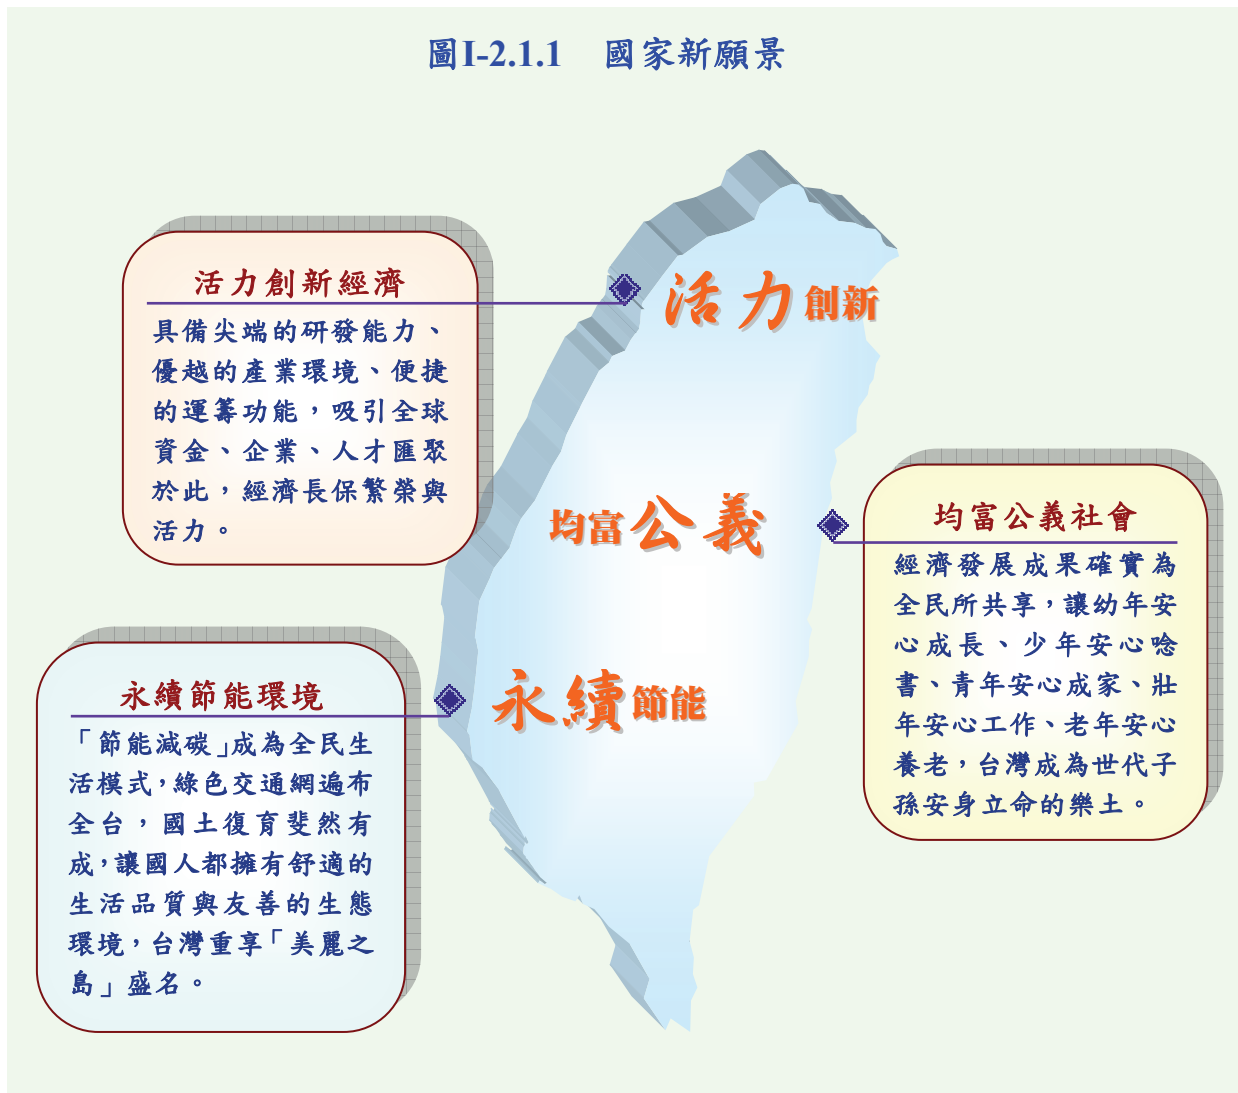 圖I-2.1.1　國家新願景
活力創新經濟
具備尖端的研發能力、
優越的產業環境、便捷
的運籌功能，吸引全球
資金、企業、人才匯聚
於此，經濟長保繁榮與
活力。
活力創新
均富公義
均富公義社會
經濟發展成果確實為
全民所共享，讓幼年安
心成長、少年安心唸
書、青年安心成家、壯
年安心工作、老年安心
養老，台灣成為世代子
孫安身立命的樂土。
永續節能
永續節能環境
「節能減碳」成為全民生
活模式，綠色交通網遍布
全台，國土復育斐然有
成，讓國人都擁有舒適的
生活品質與友善的生態
環境，台灣重享「美麗之
島」盛名。